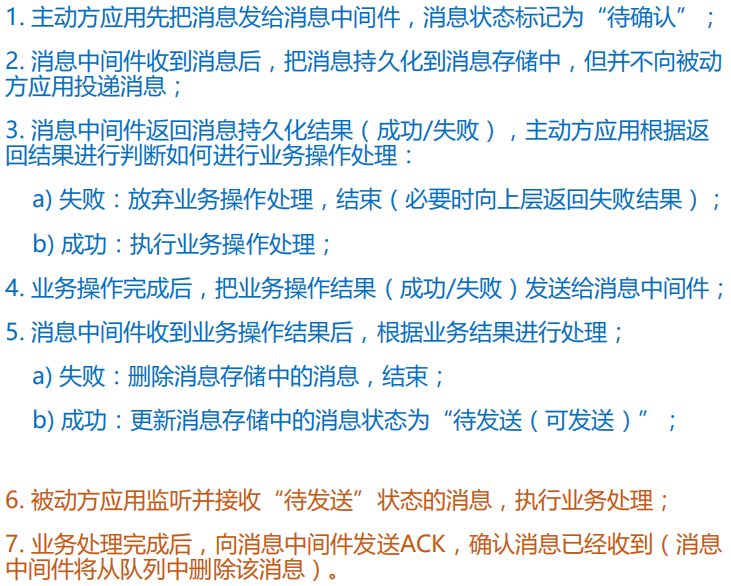 1. 主动方应用先把消息发给消息中间件，消息状态标记为“待确认”；
2. 消息中间件收到消息后，把消息持久化到消息存储中，但并不向被动
方应用投递消息；
3. 消息中间件返回消息持久化结果（成功/失败），主动方应用根据返
回结果进行判断如何进行业务操作处理：
a) 失败：放弃业务操作处理，结束（必要时向上层返回失败结果）；
b) 成功：执行业务操作处理；
4. 业务操作完成后，把业务操作结果（成功/失败）发送给消息中间件；
5. 消息中间件收到业务操作结果后，根据业务结果进行处理；
a) 失败：删除消息存储中的消息，结束；
b) 成功：更新消息存储中的消息状态为“待发送（可发送）”；
6. 被动方应用监听并接收“待发送”状态的消息，执行业务处理；
7. 业务处理完成后，向消息中间件发送ACK，确认消息已经收到（消息
中间件将从队列中删除该消息）。